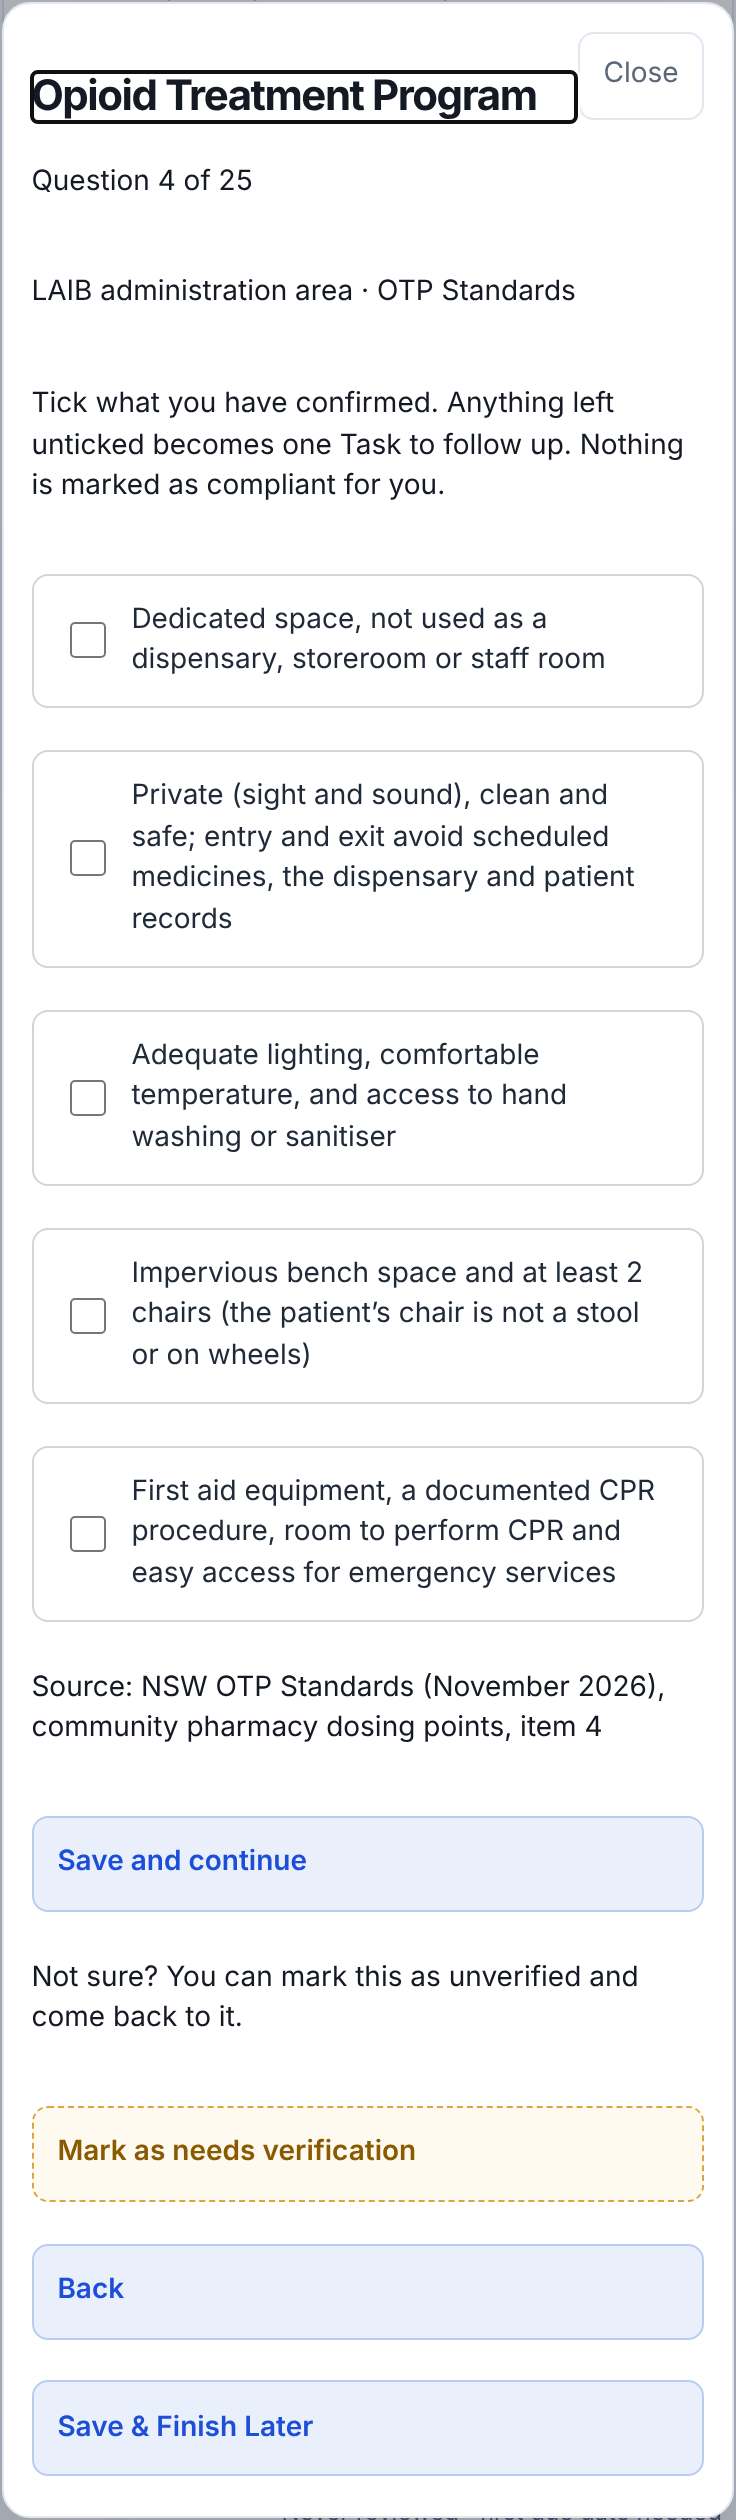 Opioid Treatment Program
Close
Question 4 of 25
LAIB administration area · OTP Standards
Tick what you have confirmed. Anything left
unticked becomes one Task to follow up. Nothing
is marked as compliant for you.
Dedicated space, not used as a
dispensary, storeroom or staff room
Private (sight and sound), clean and
safe; entry and exit avoid scheduled
medicines, the dispensary and patient
records
Adequate lighting, comfortable
temperature, and access to hand
washing or sanitiser
Impervious bench space and at least 2
chairs (the patient’s chair is not a stool
or on wheels)
First aid equipment, a documented CPR
procedure, room to perform CPR and
easy access for emergency services
Source: NSW OTP Standards (November 2026),
community pharmacy dosing points, item 4
Save and continue
Not sure? You can mark this as unverified and
come back to it.
Mark as needs verification
Back
Save & Finish Later